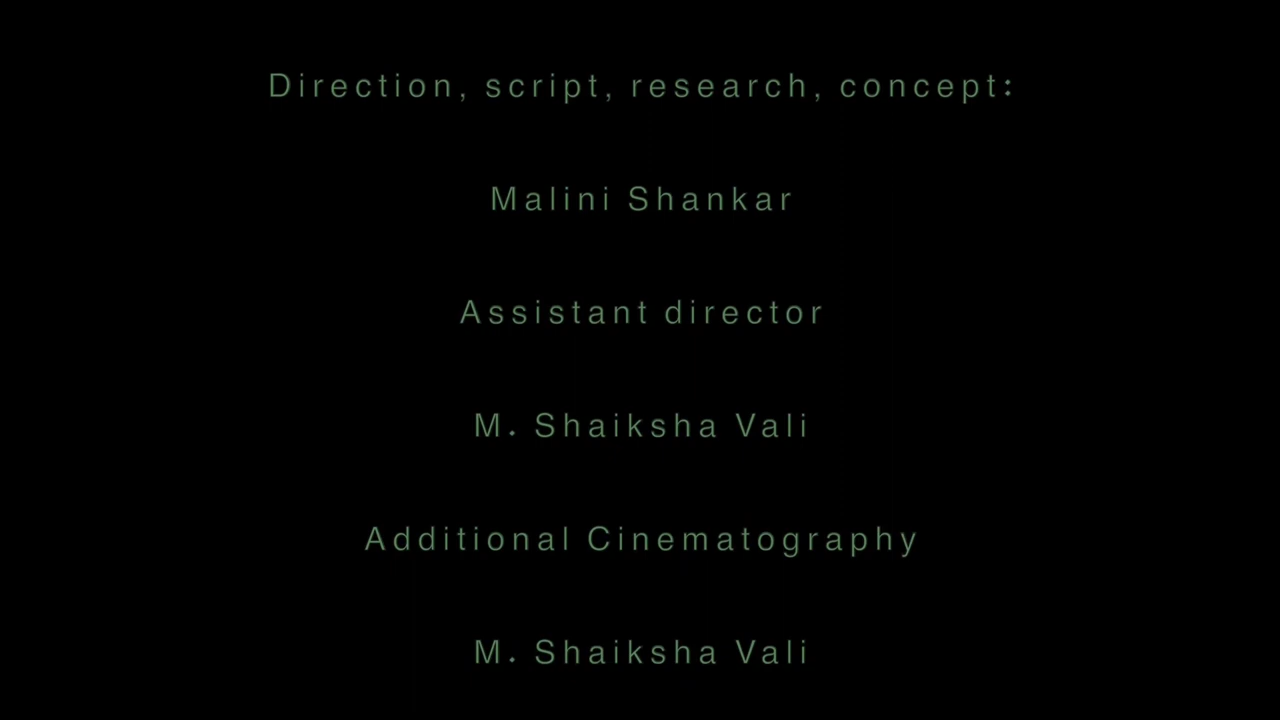 Direction, script, research, concept:
Malini Shankar
Assistant director
M. Shaiksha Vali
Additional Cinematography
M. Shaiksha Vali